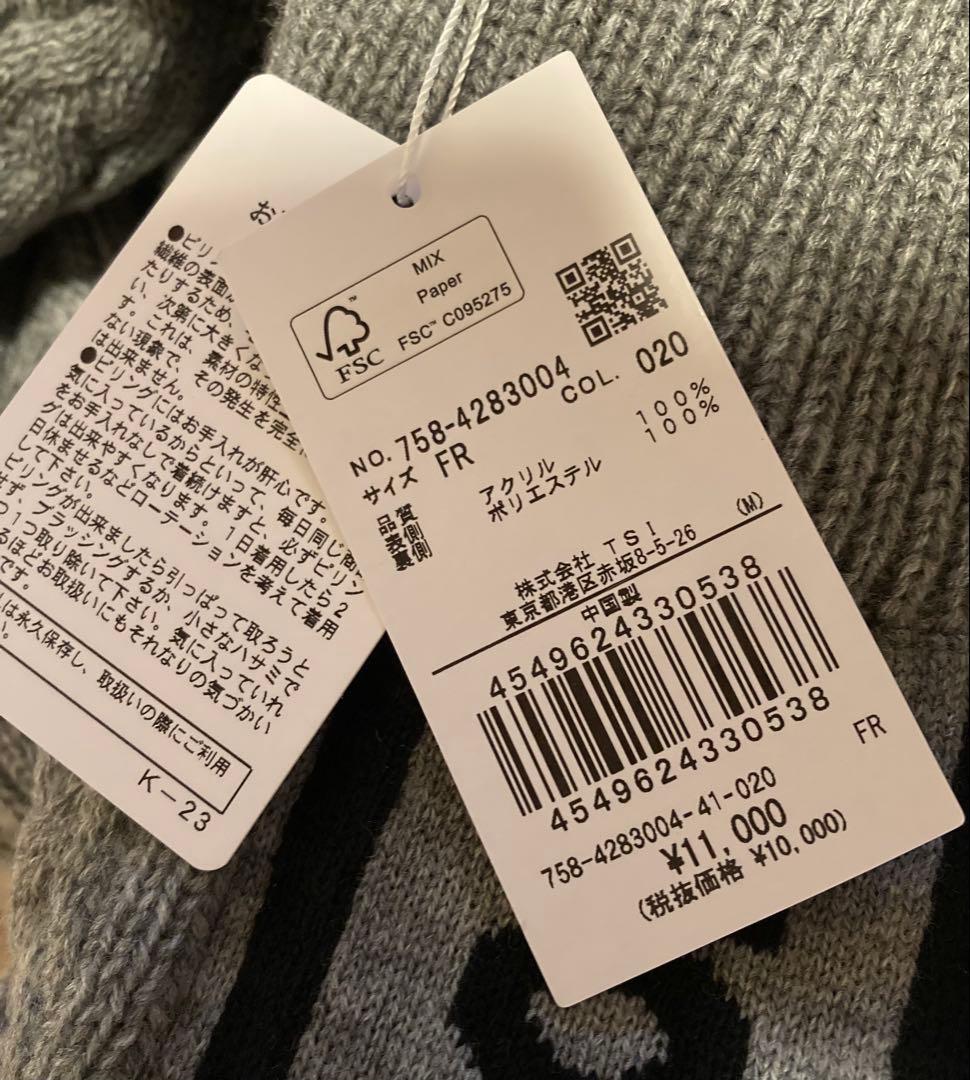 MIX
Paper
FSC™ C095275
FSC
NO. 758-4283004
COL. 020
サイズ FR
品質
表側 アクリル 100%
裏側 ポリエステル 100%
(M)
株式会社 TSI
東京都港区赤坂8-5-26
中国製
4549624330538
4549624330538
FR
758-4283004-41-020
¥11,000
(税抜価格 ¥10,000)
●ピリン
繊維の表面
たりするため、
い、次第に大きくな
す。これは、素材の特性
ない現象で、その発生を完全に
は出来ません。
●ピリングにはお手入れが肝心です。
気に入っているからといって、毎日同じ商
をお手入れなしで着続けますと、必ずピリン
グは出来やすくなります。1日着用したら2
日休ませるなどローテーションを考えて着用
して下さい。
ピリングが出来ましたら引っぱって取ろうと
せず、ブラッシングするか、小さなハサミで
つ1つ取り除いて下さい。気に入っていれ
るほどお取扱いにもそれなりの気づかい
です。
は永久保存し、取扱いの際にご利用
い。
K-23